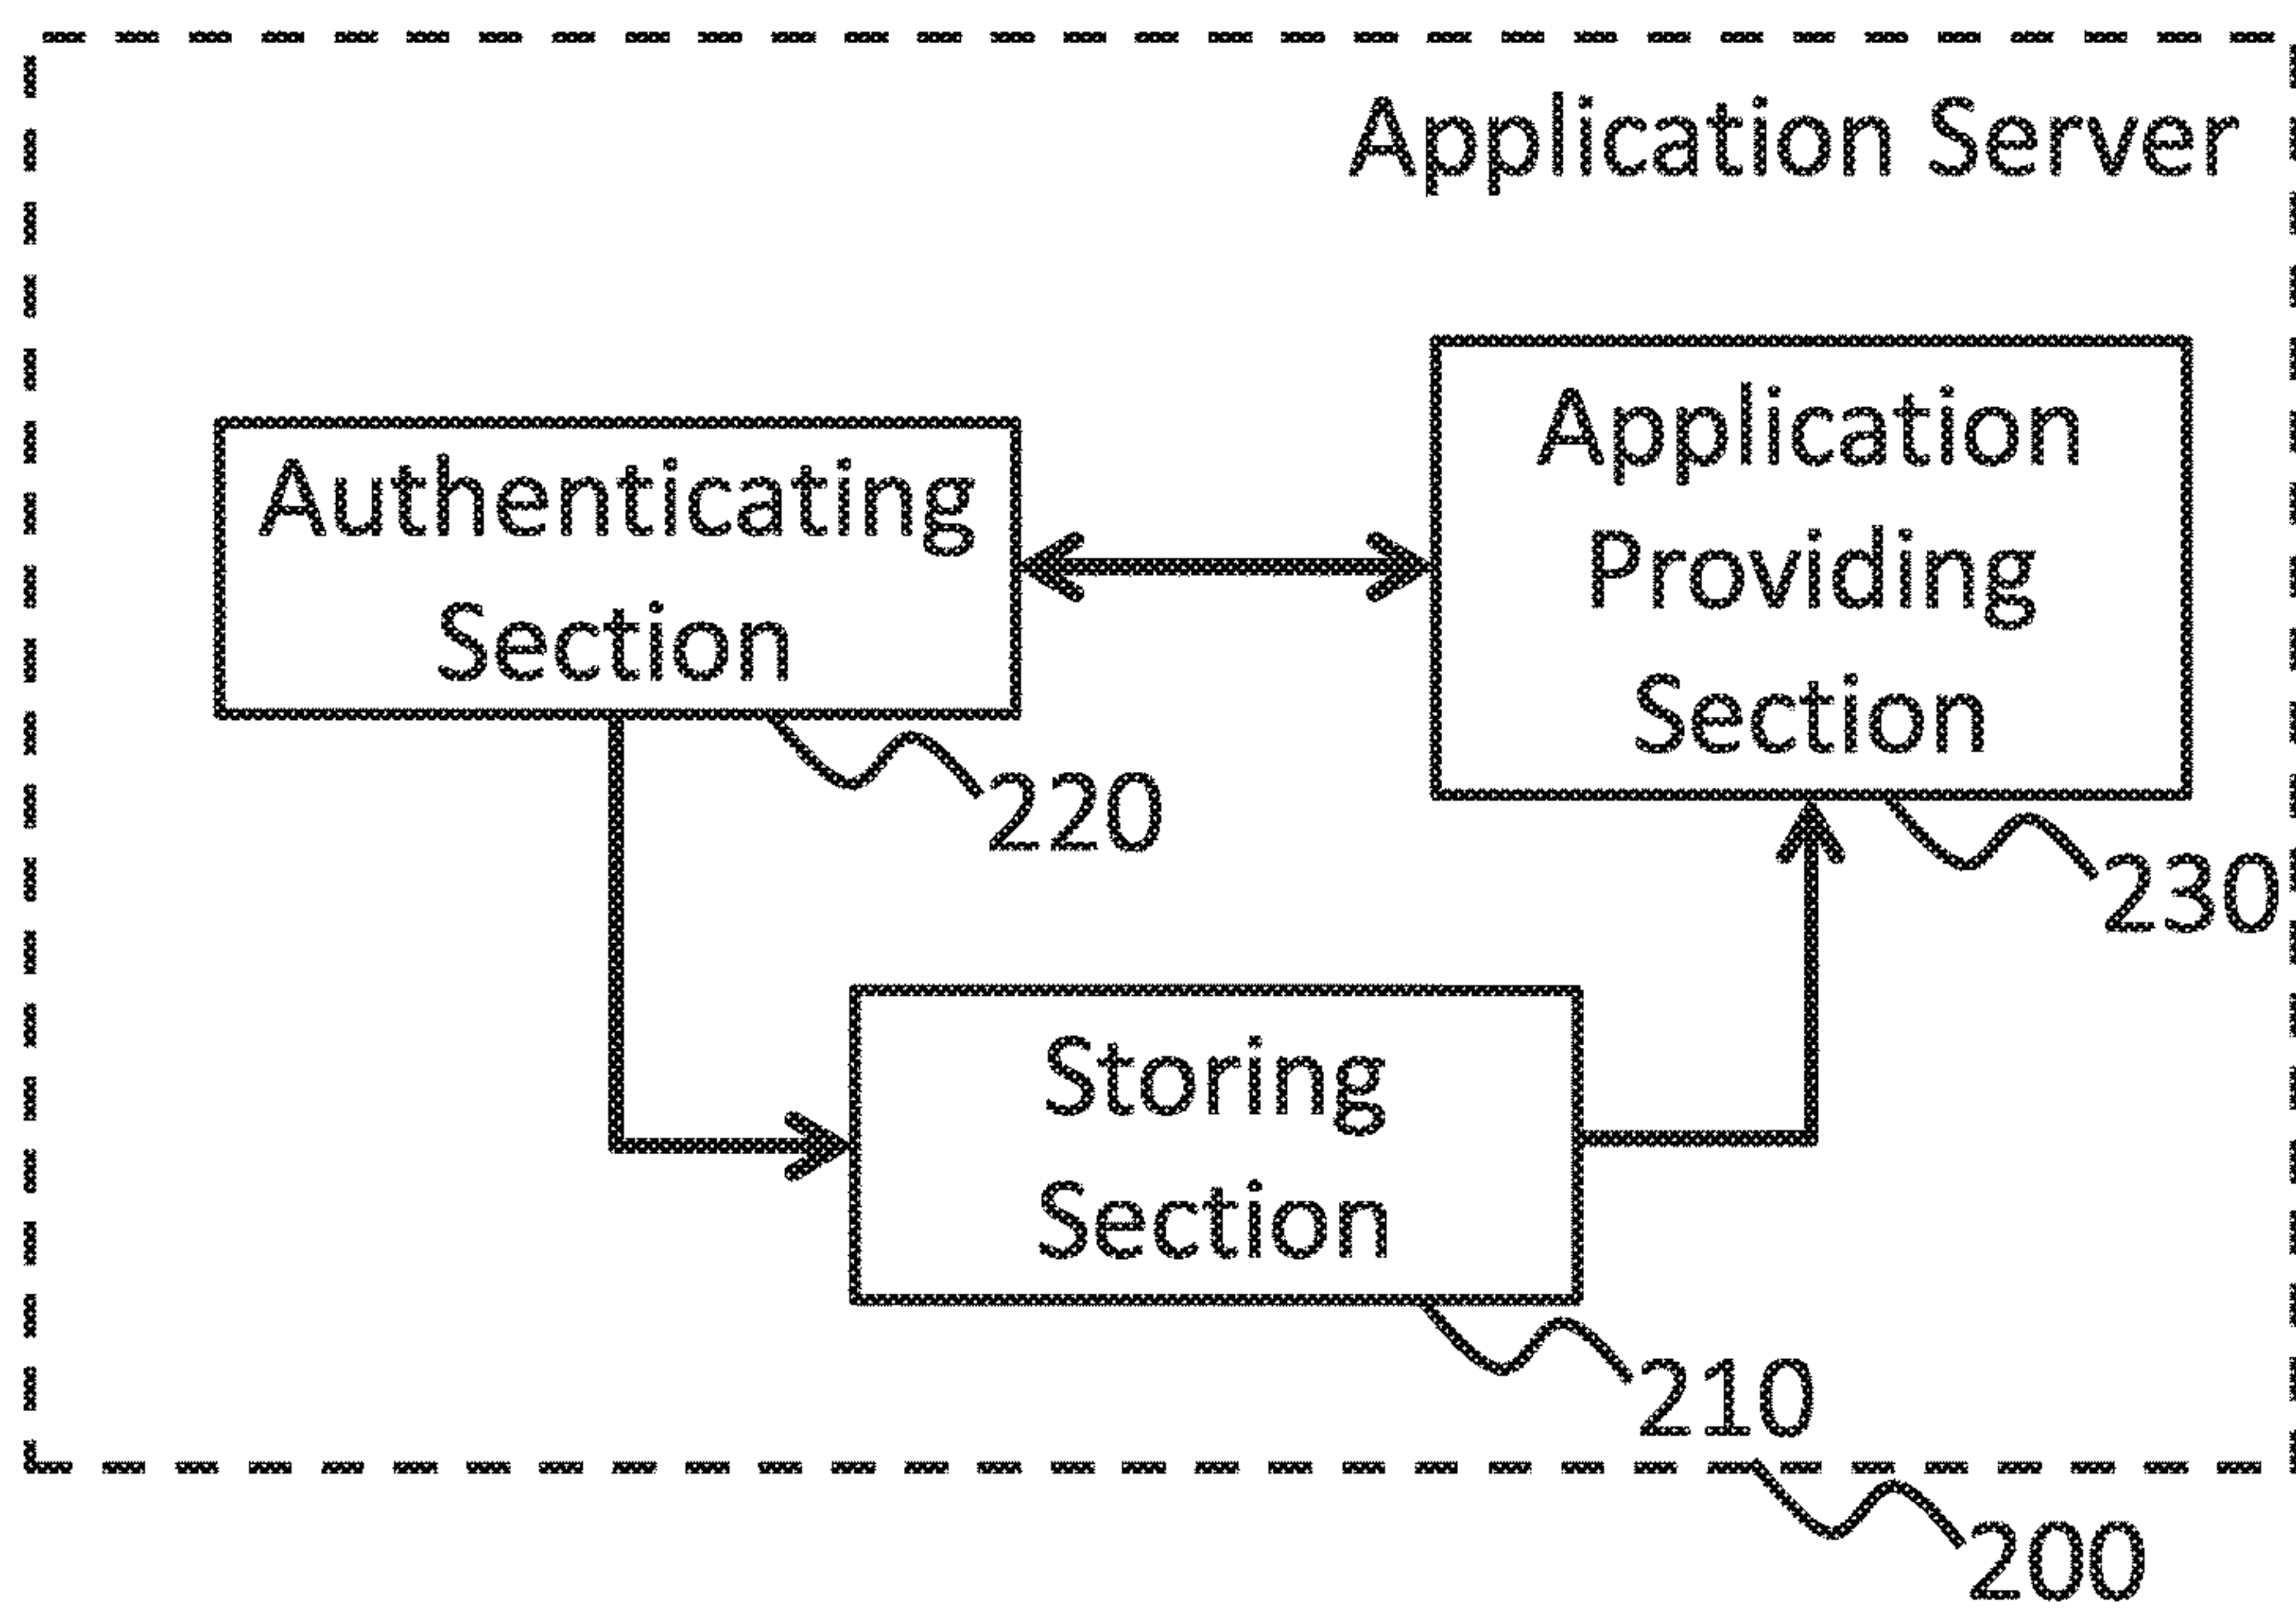 Application Server
Authenticating
Section
220
Application
Providing
Section
230
Storing
Section
210
200